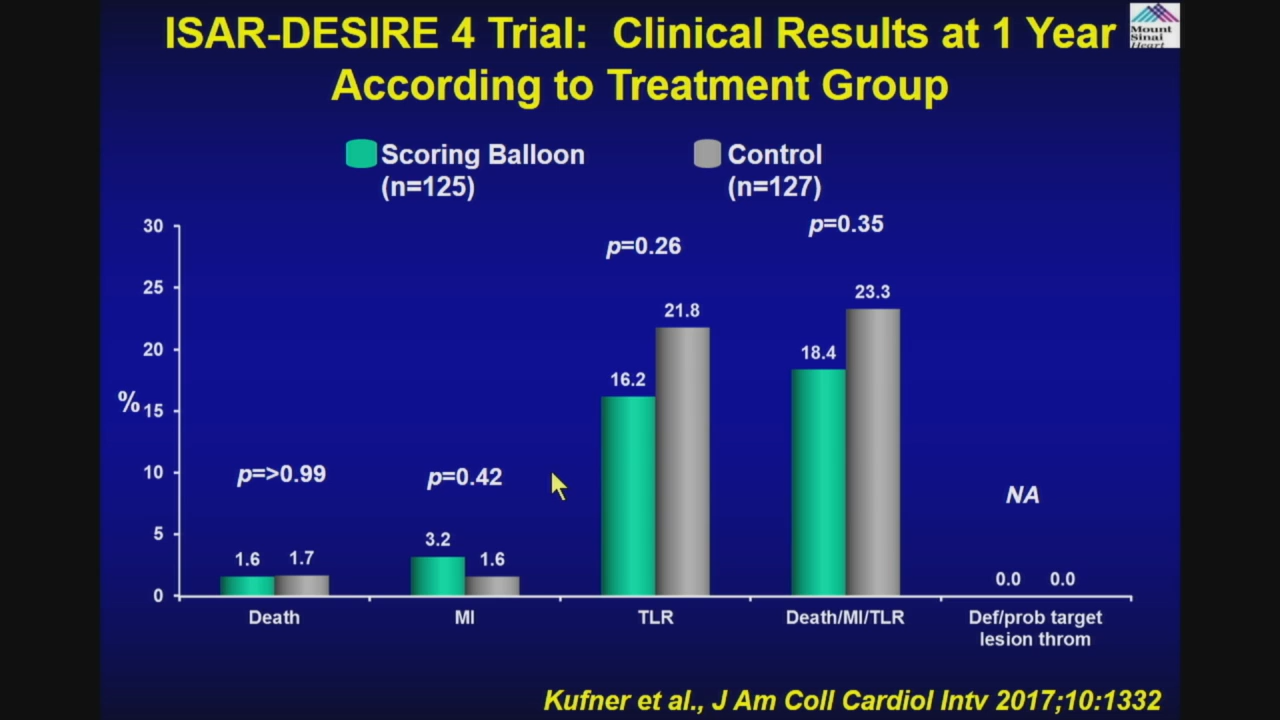 ISAR-DESIRE 4 Trial: Clinical Results at 1 Year
According to Treatment Group
Mount
Sinai
Heart
Scoring Balloon
(n=125)
Control
(n=127)
%
30
25
20
15
10
5
0
p=>0.99
1.6
1.7
p=0.42
3.2
1.6
p=0.26
16.2
21.8
p=0.35
18.4
23.3
NA
0.0
0.0
Death
MI
TLR
Death/MI/TLR
Def/prob target
lesion throm
Kufner et al., J Am Coll Cardiol Intv 2017;10:1332